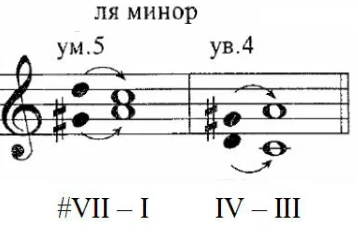 ля минор
ум.5 ув.4
#VII – I IV – III